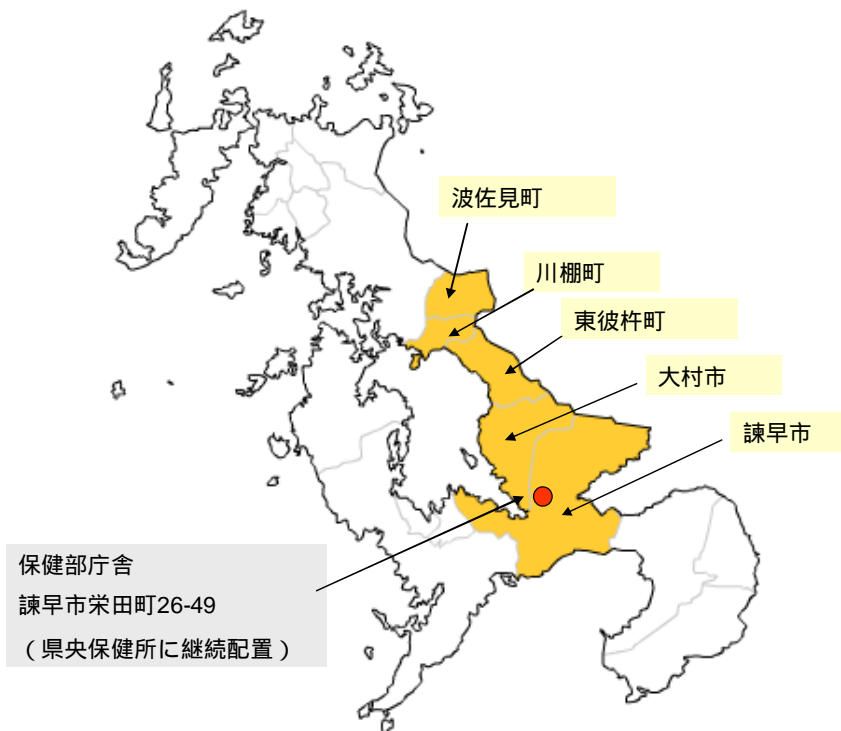 波佐見町
川棚町
東彼杵町
大村市
諫早市
保健部庁舎
諫早市栄田町26-49
（県央保健所に継続配置）